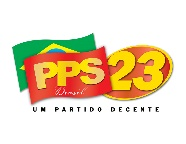 PPS 23
Brasil
UM PARTIDO DECENTE